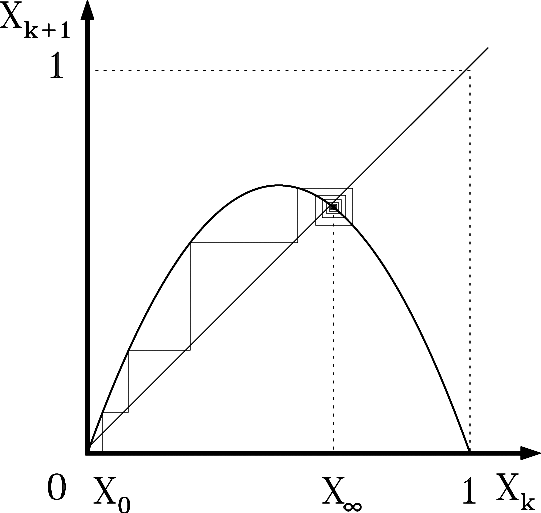 X_{k+1}
1
0 X_0 X_∞ 1 X_k